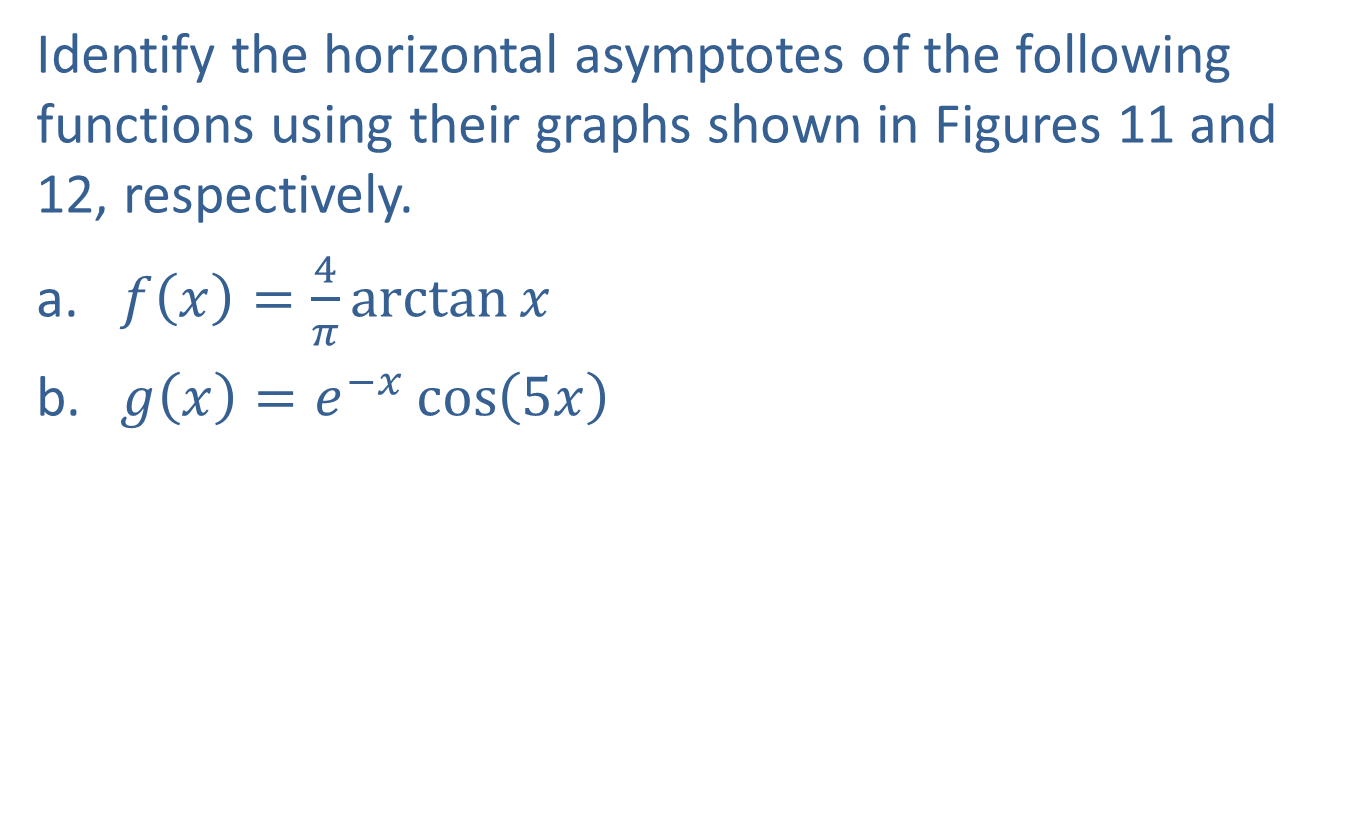 Identify the horizontal asymptotes of the following
functions using their graphs shown in Figures 11 and
12, respectively.
a. f(x) = 4/π arctan x
b. g(x) = e^{-x} cos(5x)